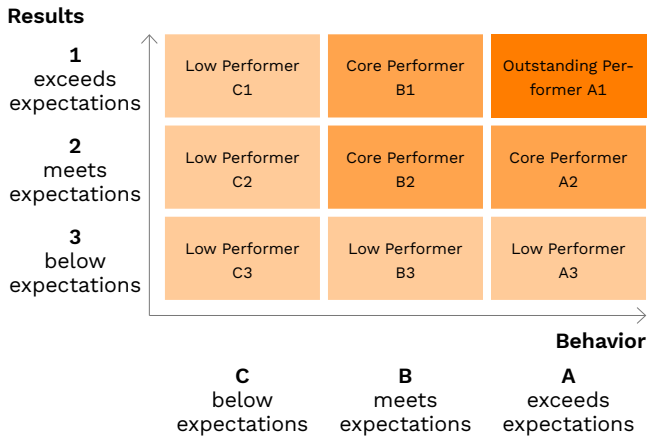 Results
1
exceeds
expectations
Low Performer
C1
Core Performer
B1
Outstanding Per-
former A1
2
meets
expectations
Low Performer
C2
Core Performer
B2
Core Performer
A2
3
below
expectations
Low Performer
C3
Low Performer
B3
Low Performer
A3
Behavior
C
below
expectations
B
meets
expectations
A
exceeds
expectations